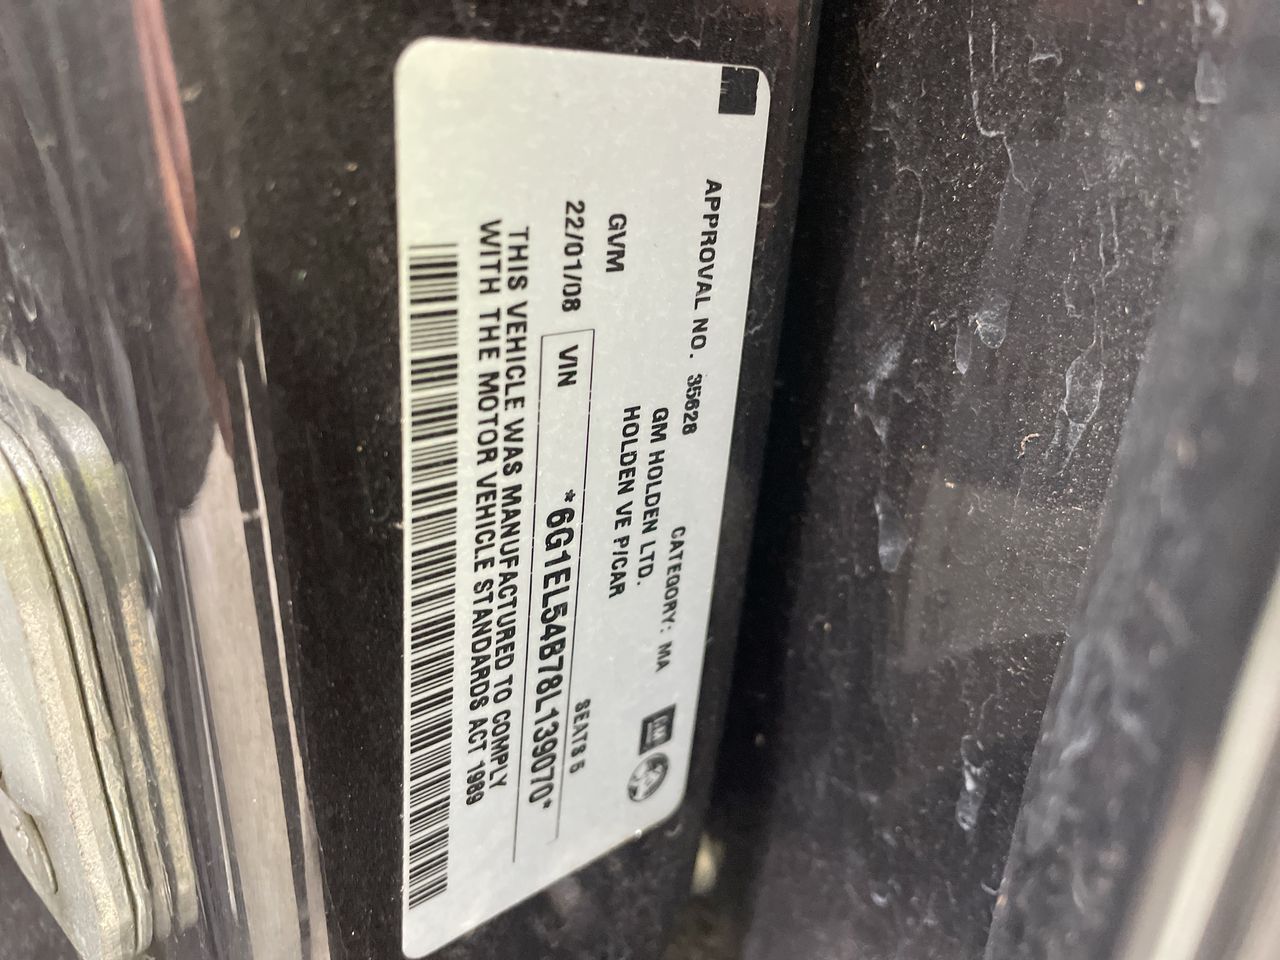 APPROVAL NO. 35628 CATEGORY: MA
GM HOLDEN LTD.
GM
GVM HOLDEN VE P/CAR
SEATS 5
22/01/08 VIN *6G1EL54B78L139070*
THIS VEHICLE WAS MANUFACTURED TO COMPLY
WITH THE MOTOR VEHICLE STANDARDS ACT 1989